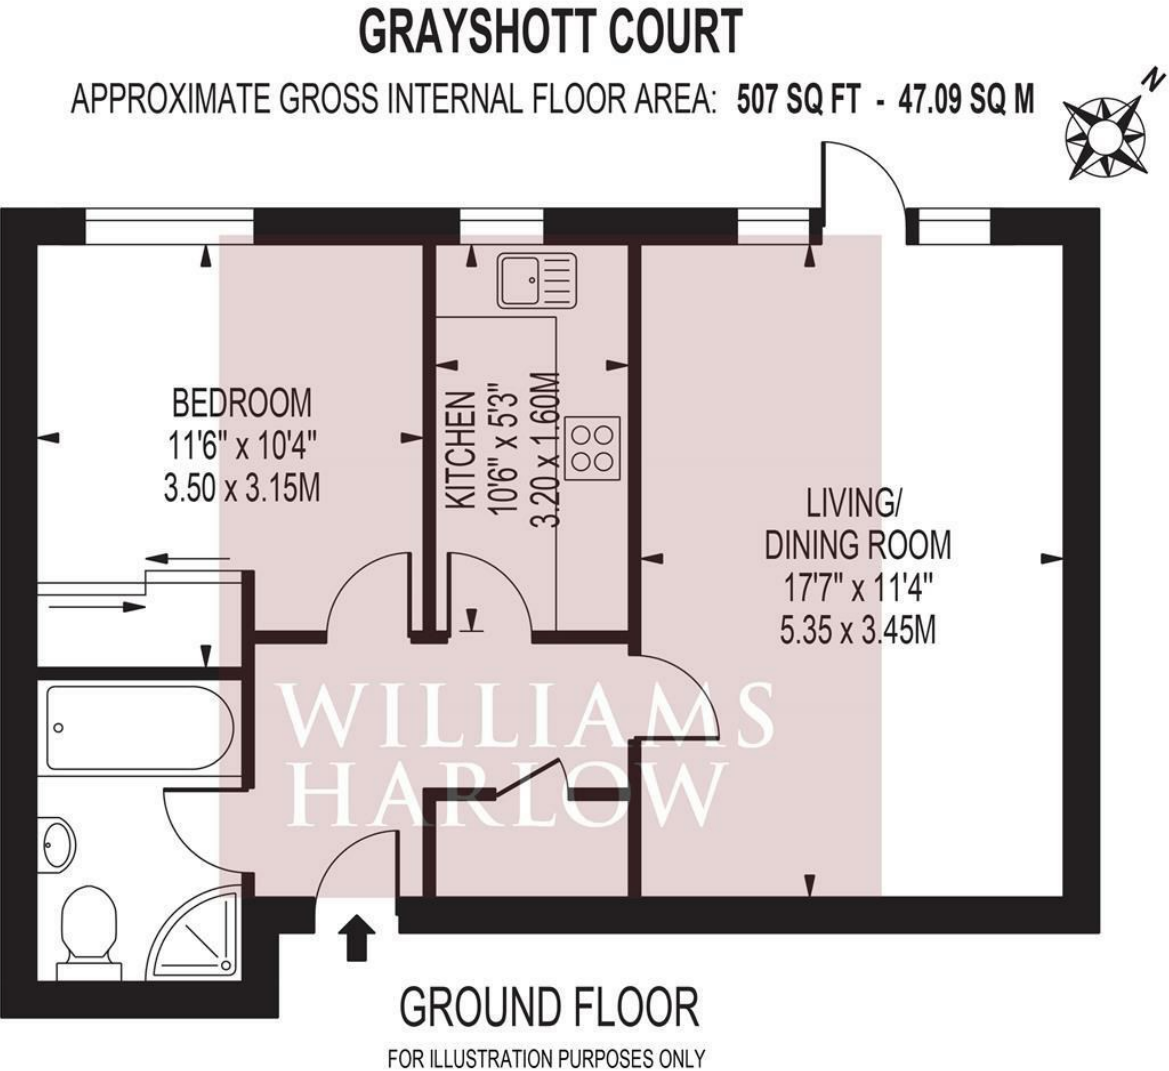 GRAYSHOTT COURT
APPROXIMATE GROSS INTERNAL FLOOR AREA: 507 SQ FT - 47.09 SQ M
N
BEDROOM
11'6" x 10'4"
3.50 x 3.15M
KITCHEN
10'6" x 5'3"
3.20 x 1.60M
LIVING/
DINING ROOM
17'7" x 11'4"
5.35 x 3.45M
WILLIAMS
HARLOW
GROUND FLOOR
FOR ILLUSTRATION PURPOSES ONLY